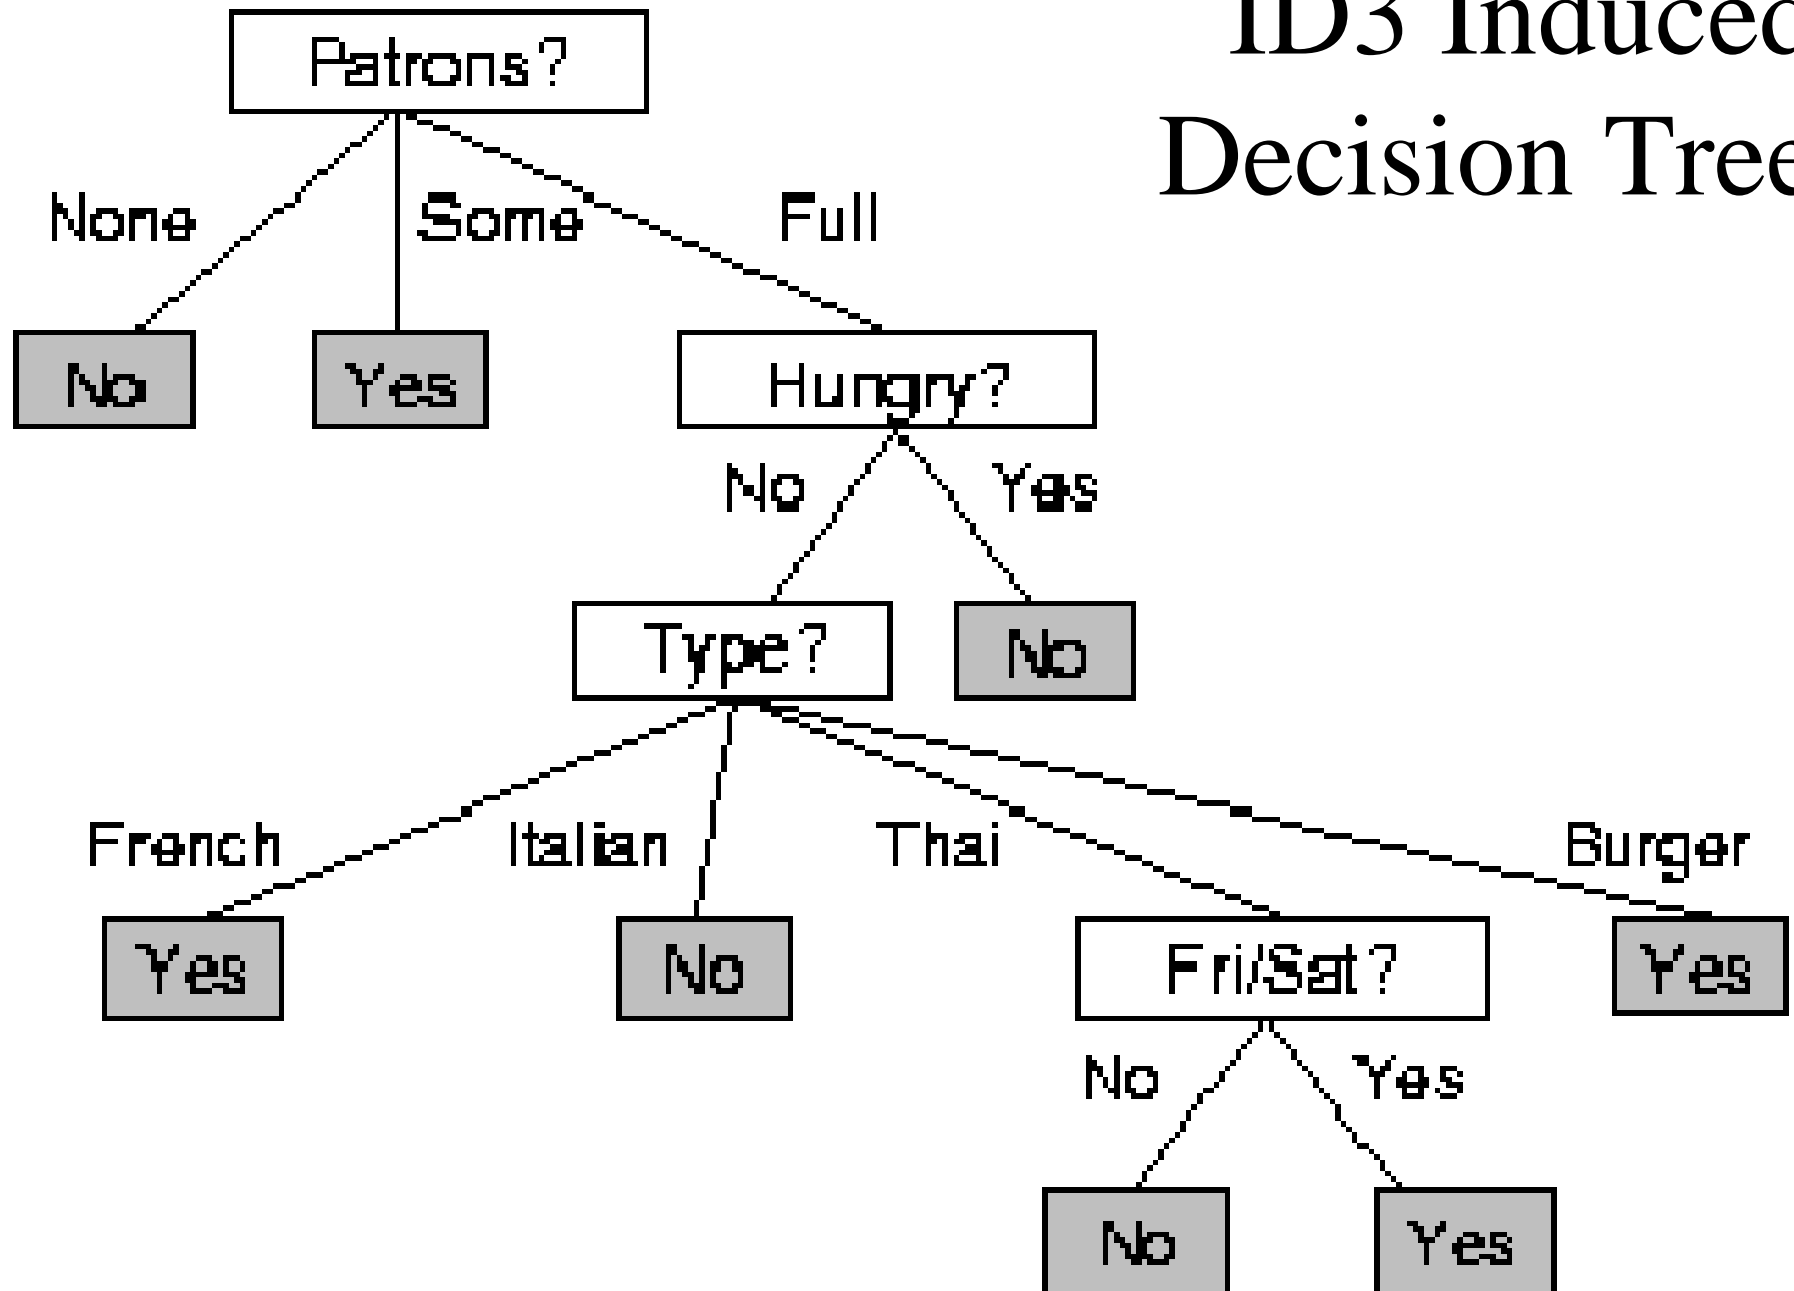 ID3 Induced
Decision Tree
Patrons?
None Some Full
No Yes Hungry?
No Yes
Type? No
French Italian Thai Burger
Yes No Fri/Sat? Yes
No Yes
No Yes